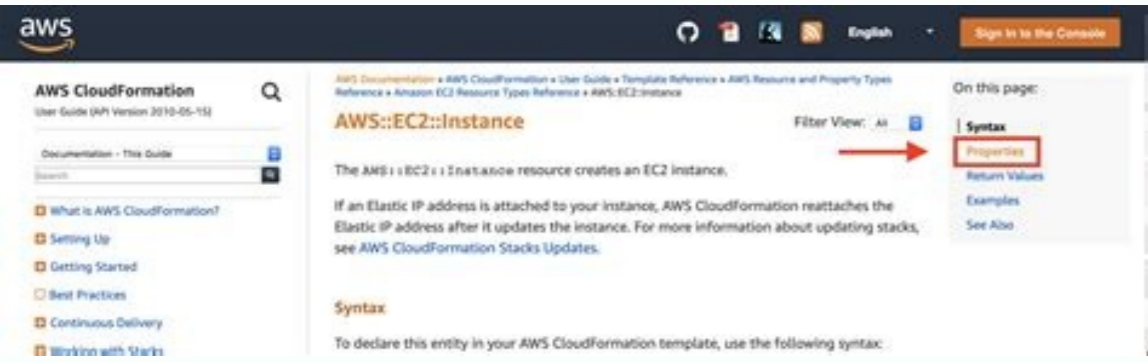 aws
English
Sign In to the Console
AWS CloudFormation
User Guide (API Version 2010-05-15)
Documentation - This Guide
Search
What is AWS CloudFormation?
Setting Up
Getting Started
Best Practices
Continuous Delivery
Working with Stacks
AWS Documentation » AWS CloudFormation » User Guide » Template Reference » AWS Resource and Property Types
Reference » Amazon EC2 Resource Types Reference » AWS::EC2::Instance
AWS::EC2::Instance
Filter View: All
The AWS::EC2::Instance resource creates an EC2 instance.
If an Elastic IP address is attached to your instance, AWS CloudFormation reattaches the
Elastic IP address after it updates the instance. For more information about updating stacks,
see AWS CloudFormation Stacks Updates.
Syntax
To declare this entity in your AWS CloudFormation template, use the following syntax:
On this page:
Syntax
Properties
Return Values
Examples
See Also